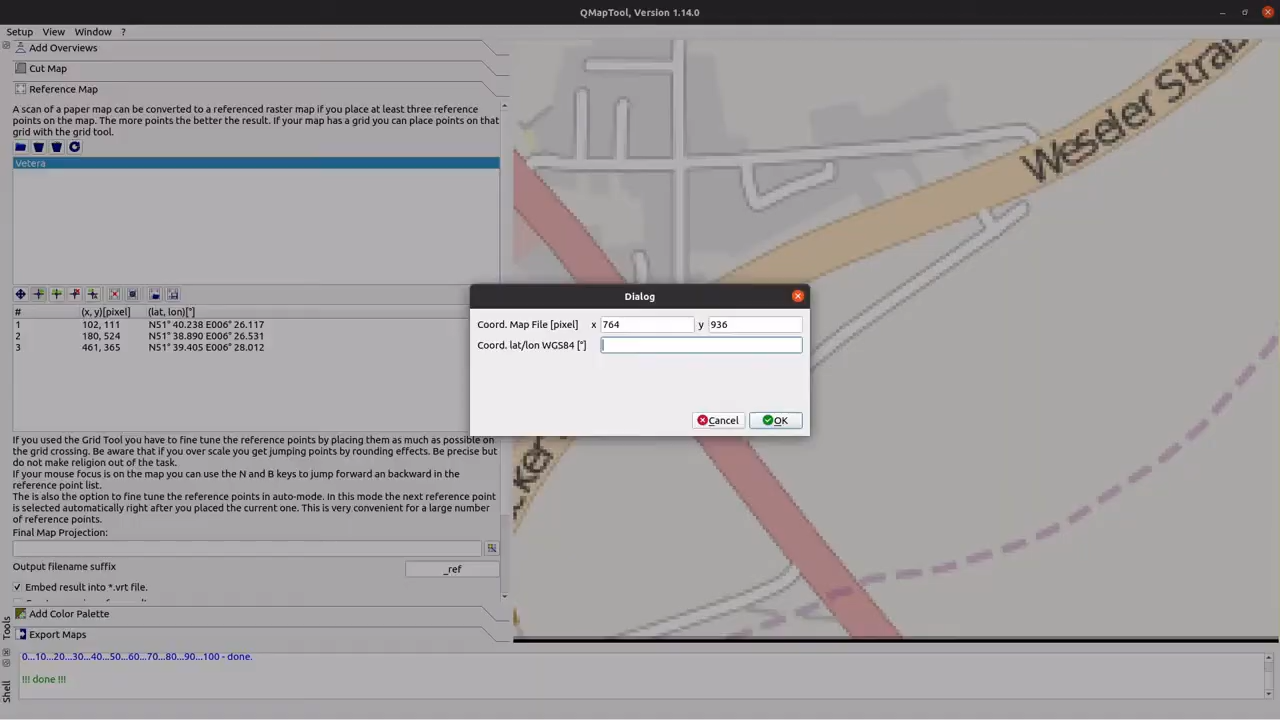 QMapTool, Version 1.14.0
Setup View Window ?
Add Overviews
Cut Map
Reference Map
A scan of a paper map can be converted to a referenced raster map if you place at least three reference
points on the map. The more points the better the result. If your map has a grid you can place points on that
grid with the grid tool.
Vetera
# (x, y)[pixel] (lat, lon)[°]
1 102, 111 N51° 40.238 E006° 26.117
2 180, 524 N51° 38.890 E006° 26.531
3 461, 365 N51° 39.405 E006° 28.012
If you used the Grid Tool you have to fine tune the reference points by placing them as much as possible on
the grid crossing. Be aware that if you over scale you get jumping points by rounding effects. Be precise but
do not make religion out of the task.
If your mouse focus is on the map you can use the N and B keys to jump forward an backward in the
reference point list.
The is also the option to fine tune the reference points in auto-mode. In this mode the next reference point
is selected automatically right after you placed the current one. This is very convenient for a large number
of reference points.
Final Map Projection:
Output filename suffix
_ref
Embed result into *.vrt file.
Add Color Palette
Export Maps
Tools
Shell
0...10...20...30...40...50...60...70...80...90...100 - done.
!!! done !!!
Dialog
Coord. Map File [pixel] x 764 y 936
Coord. lat/lon WGS84 [°]
Cancel
OK
Weseler Straß
ker